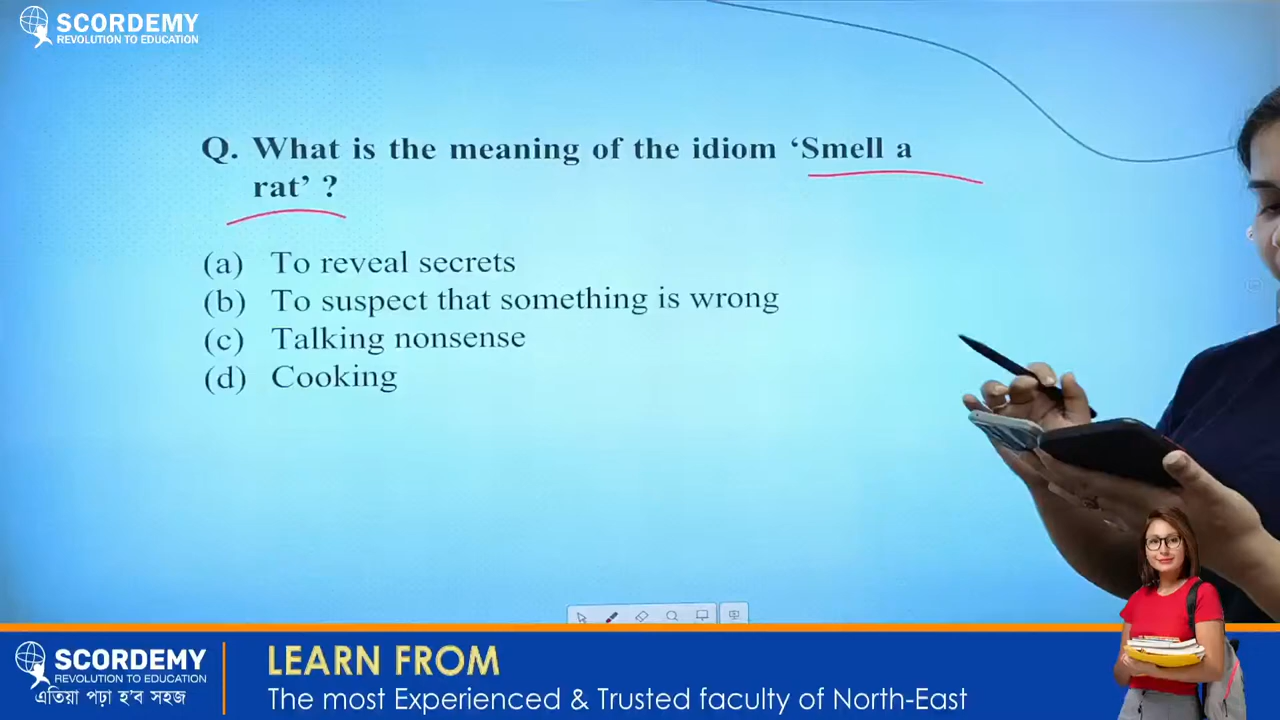 SCORDEMY
REVOLUTION TO EDUCATION
Q. What is the meaning of the idiom ‘Smell a
rat’ ?
(a) To reveal secrets
(b) To suspect that something is wrong
(c) Talking nonsense
(d) Cooking
SCORDEMY
REVOLUTION TO EDUCATION
এতিয়া পঢ়া হ'ব সহজ
LEARN FROM
The most Experienced & Trusted faculty of North-East